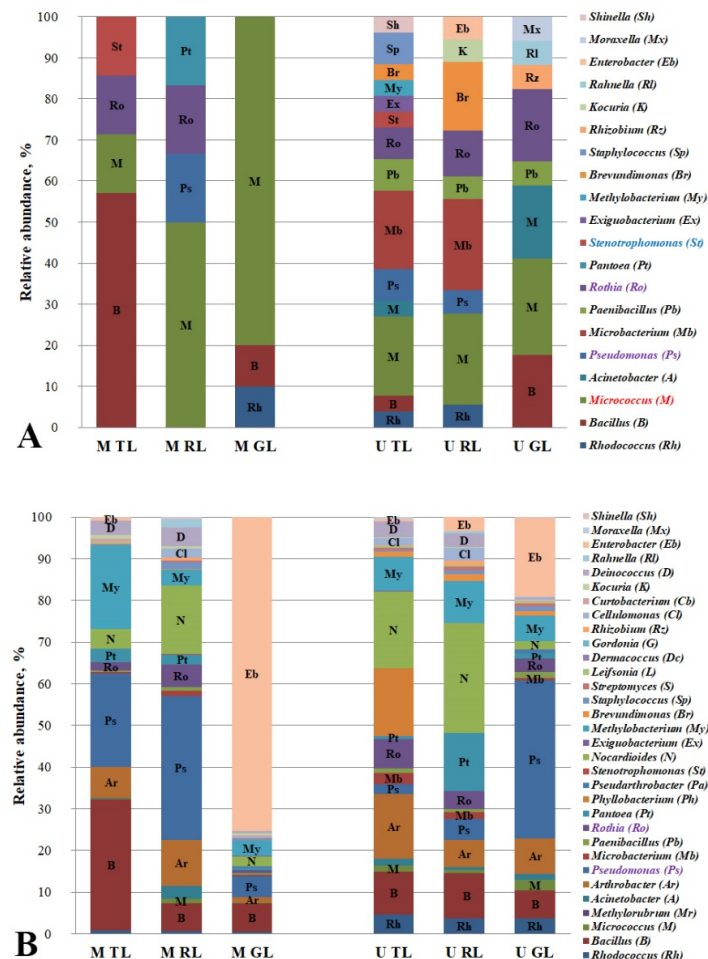 Relative abundance, %
100
90
80
70
60
50
40
30
20
10
0
St
Ro
M
B
Pt
Ro
Ps
M
M
B
Rh
Sh
Sp
Br
My
Ex
St
Ro
Pb
Mb
Ps
M
M
B
Rh
Eb
K
Br
Ro
Pb
Mb
Ps
M
Rh
Mx
Rl
Rz
Ro
Pb
M
M
B
A
M TL M RL M GL U TL U RL U GL
Shinella (Sh)
Moraxella (Mx)
Enterobacter (Eb)
Rahnella (Rl)
Kocuria (K)
Rhizobium (Rz)
Staphylococcus (Sp)
Brevundimonas (Br)
Methylobacterium (My)
Exiguobacterium (Ex)
Stenotrophomonas (St)
Pantoea (Pt)
Rothia (Ro)
Paenibacillus (Pb)
Microbacterium (Mb)
Pseudomonas (Ps)
Acinetobacter (A)
Micrococcus (M)
Bacillus (B)
Rhodococcus (Rh)
Relative abundance, %
100
90
80
70
60
50
40
30
20
10
0
Eb
D
My
N
Pt
Ro
Ps
Ar
B
D
Cl
My
N
Pt
Ro
Ps
Ar
M
B
Eb
My
N
Ps
Ar
B
Eb
D
Cl
My
N
Pt
Ro
Mb
Ps
Ar
M
B
Rh
Eb
D
Cl
My
N
Pt
Ro
Mb
Ps
Ar
B
Rh
Eb
My
N
Pt
Ro
Mb
Ps
Ar
M
B
Rh
B
M TL M RL M GL U TL U RL U GL
Shinella (Sh)
Moraxella (Mx)
Enterobacter (Eb)
Rahnella (Rl)
Deinococcus (D)
Kocuria (K)
Curtobacterium (Cb)
Cellulomonas (Cl)
Rhizobium (Rz)
Gordonia (G)
Dermacoccus (Dc)
Leifsonia (L)
Streptomyces (S)
Staphylococcus (Sp)
Brevundimonas (Br)
Methylobacterium (My)
Exiguobacterium (Ex)
Nocardioides (N)
Stenotrophomonas (St)
Pseudarthrobacter (Pa)
Phyllobacterium (Ph)
Pantoea (Pt)
Rothia (Ro)
Paenibacillus (Pb)
Microbacterium (Mb)
Pseudomonas (Ps)
Arthrobacter (Ar)
Acinetobacter (A)
Methylorubrum (Mr)
Micrococcus (M)
Bacillus (B)
Rhodococcus (Rh)